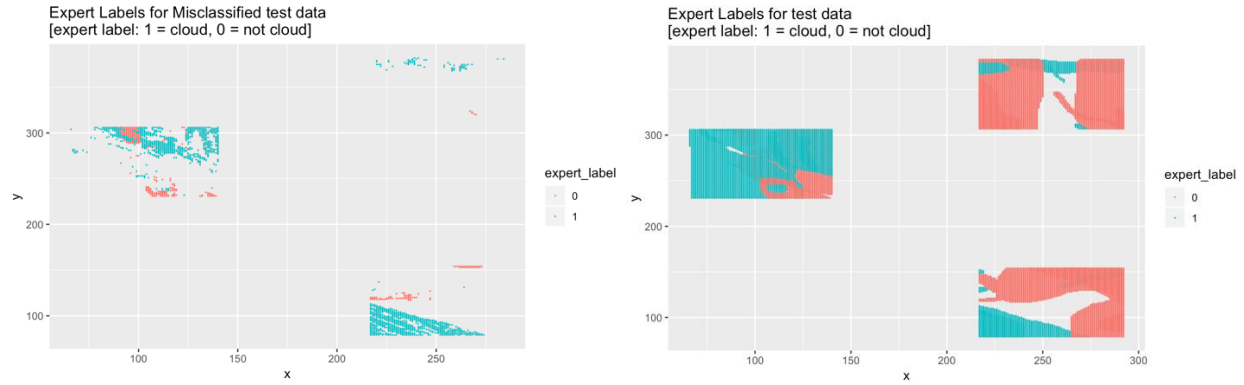 Expert Labels for Misclassified test data
[expert label: 1 = cloud, 0 = not cloud]
300
200
100
y
100
150
200
250
x
expert_label
0
1
Expert Labels for test data
[expert label: 1 = cloud, 0 = not cloud]
300
200
100
y
100
150
200
250
300
x
expert_label
0
1